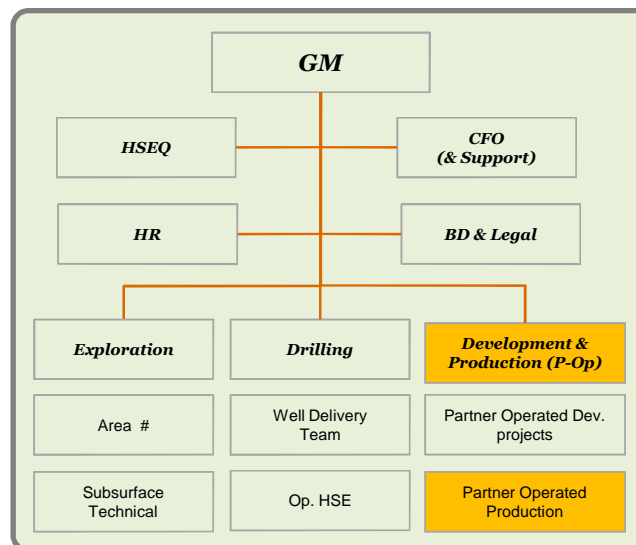 GM
HSEQ
CFO
(& Support)
HR
BD & Legal
Exploration
Drilling
Development &
Production (P-Op)
Area #
Well Delivery
Team
Partner Operated Dev.
projects
Subsurface
Technical
Op. HSE
Partner Operated
Production